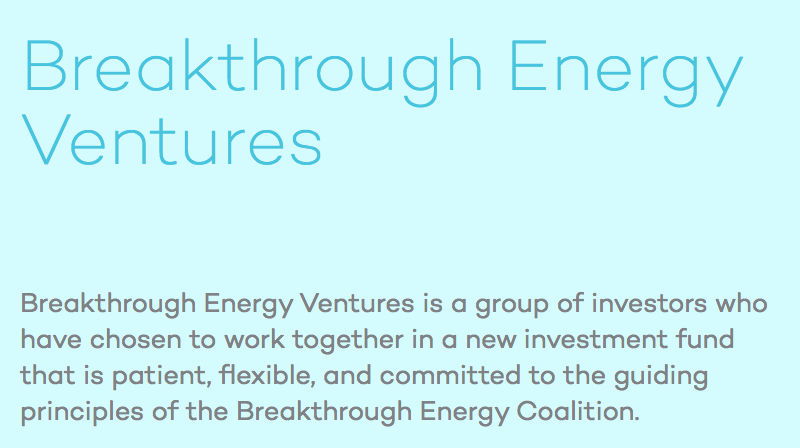 Breakthrough Energy
Ventures
Breakthrough Energy Ventures is a group of investors who
have chosen to work together in a new investment fund
that is patient, flexible, and committed to the guiding
principles of the Breakthrough Energy Coalition.